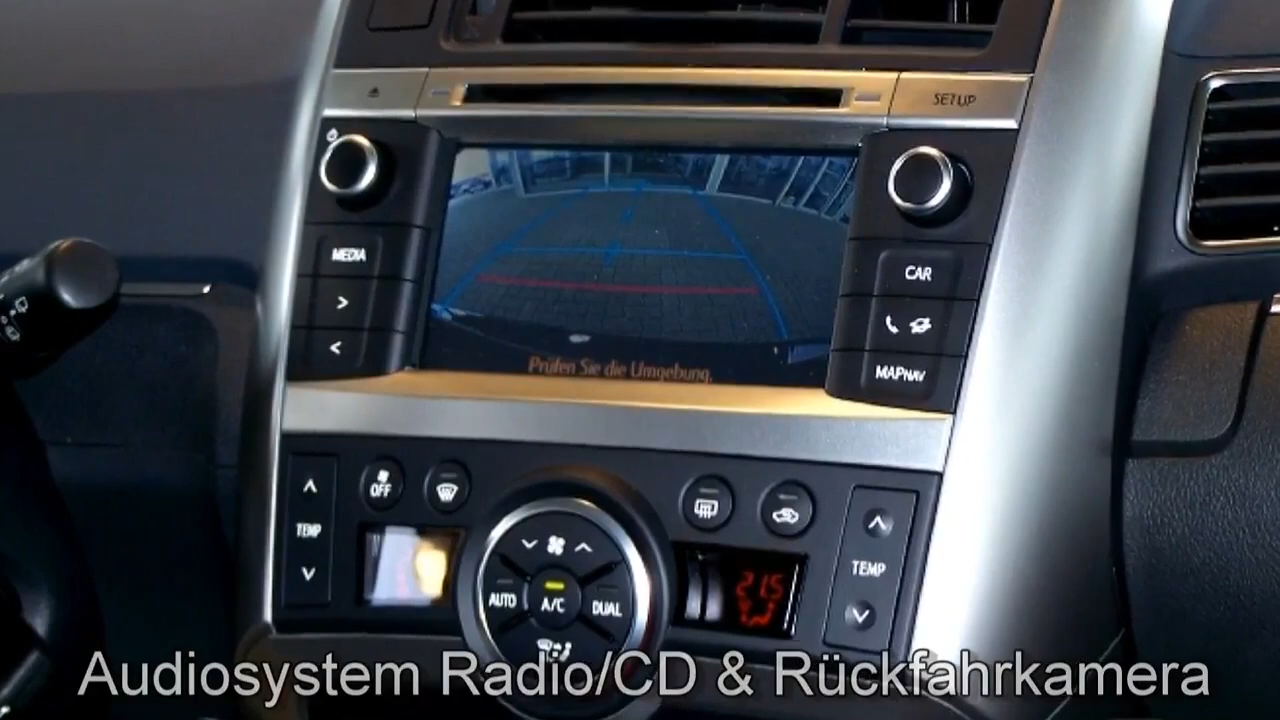 SETUP
MEDIA
CAR
>
<
MAPNAV
Prüfen Sie die Umgebung.
OFF
TEMP
TEMP
21.5
AUTO
A/C
DUAL
Audiosystem Radio/CD & Rückfahrkamera